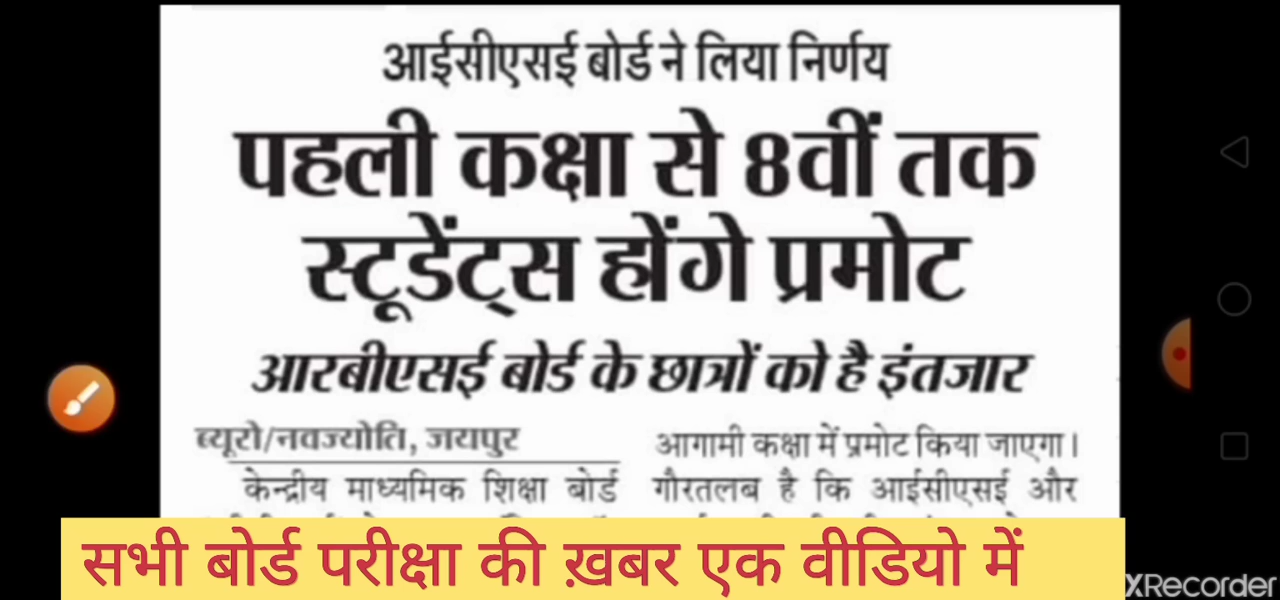 आईसीएसई बोर्ड ने लिया निर्णय
पहली कक्षा से 8वीं तक
स्टूडेंट्स होंगे प्रमोट
आरबीएसई बोर्ड के छात्रों को है इंतजार
ब्यूरो/नवज्योति, जयपुर
केन्द्रीय माध्यमिक शिक्षा बोर्ड
आगामी कक्षा में प्रमोट किया जाएगा।
गौरतलब है कि आईसीएसई और
सभी बोर्ड परीक्षा की ख़बर एक वीडियो में
XRecorder